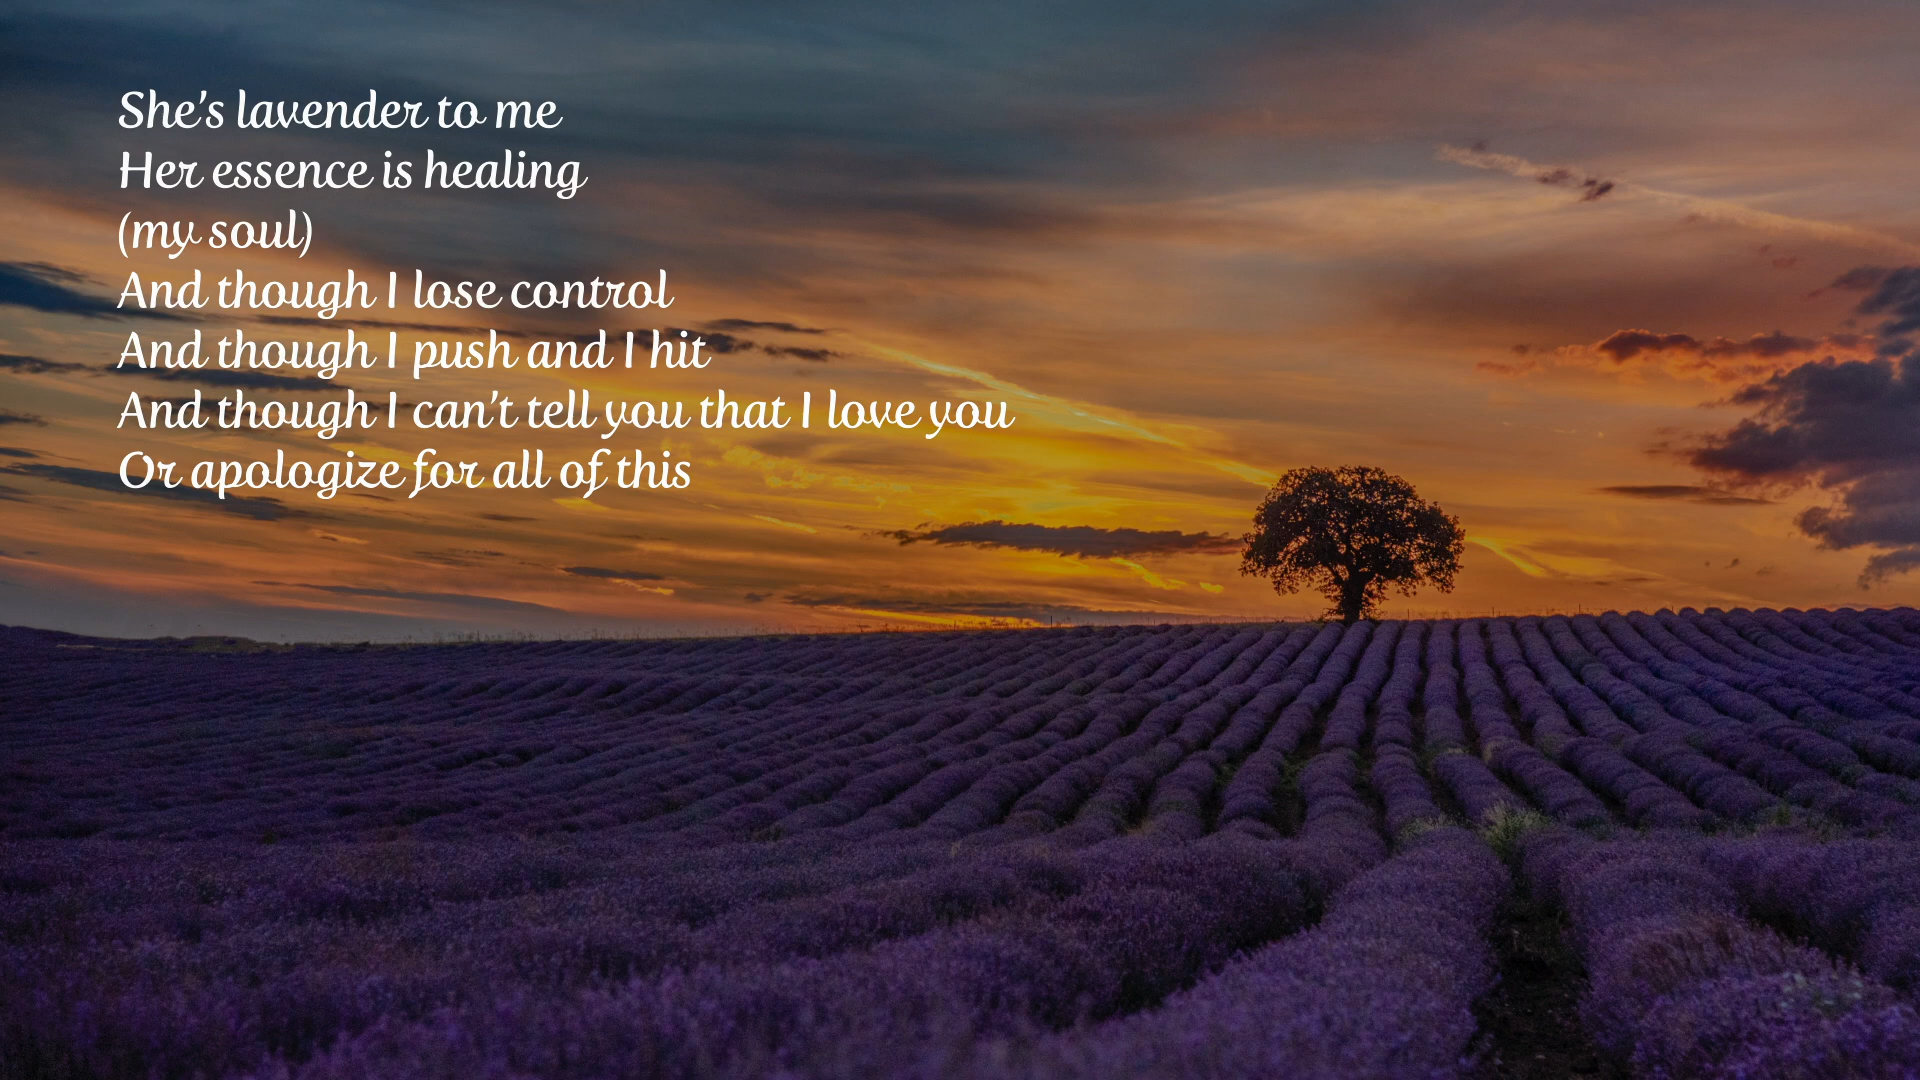 She's lavender to me
Her essence is healing
(my soul)
And though I lose control
And though I push and I hit
And though I can't tell you that I love you
Or apologize for all of this